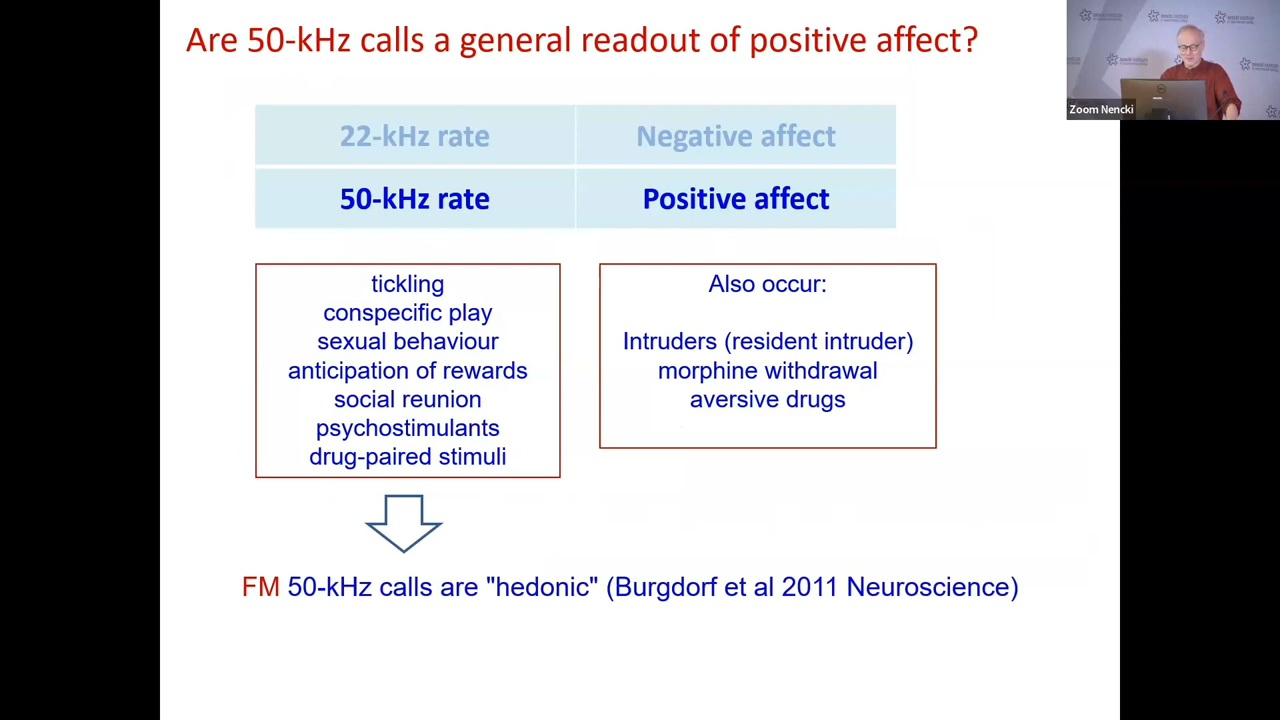 Are 50-kHz calls a general readout of positive affect?
Zoom Nencki
22-kHz rate
Negative affect
50-kHz rate
Positive affect
tickling
conspecific play
sexual behaviour
anticipation of rewards
social reunion
psychostimulants
drug-paired stimuli
Also occur:
Intruders (resident intruder)
morphine withdrawal
aversive drugs
FM 50-kHz calls are "hedonic" (Burgdorf et al 2011 Neuroscience)